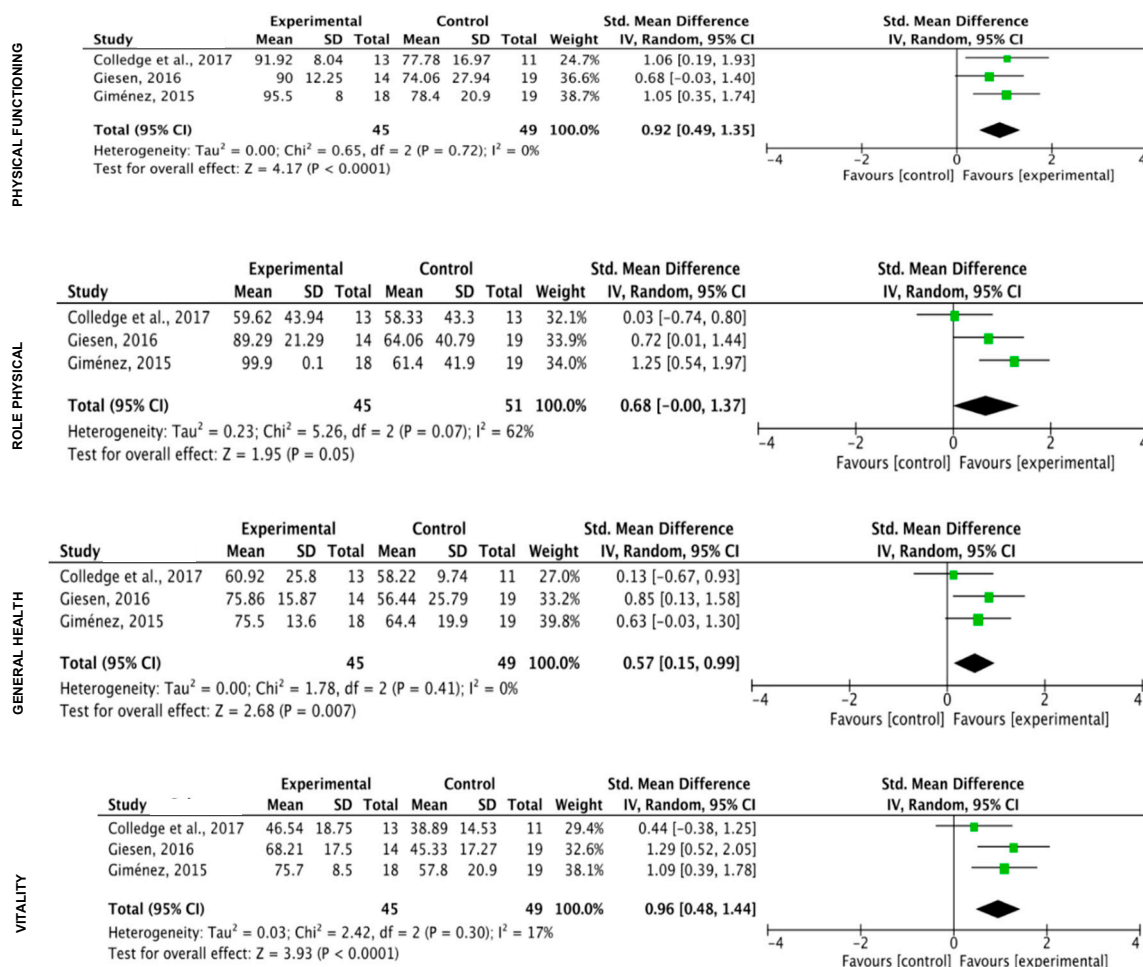 PHYSICAL FUNCTIONING
Experimental Control Std. Mean Difference Std. Mean Difference
Study Mean SD Total Mean SD Total Weight IV, Random, 95% CI IV, Random, 95% CI
Colledge et al., 2017 91.92 8.04 13 77.78 16.97 11 24.7% 1.06 [0.19, 1.93]
Giesen, 2016 90 12.25 14 74.06 27.94 19 36.6% 0.68 [−0.03, 1.40]
Giménez, 2015 95.5 8 18 78.4 20.9 19 38.7% 1.05 [0.35, 1.74]
Total (95% CI) 45 49 100.0% 0.92 [0.49, 1.35]
Heterogeneity: Tau² = 0.00; Chi² = 0.65, df = 2 (P = 0.72); I² = 0%
Test for overall effect: Z = 4.17 (P < 0.0001)
−4 −2 0 2 4
Favours [control] Favours [experimental]
ROLE PHYSICAL
Experimental Control Std. Mean Difference Std. Mean Difference
Study Mean SD Total Mean SD Total Weight IV, Random, 95% CI IV, Random, 95% CI
Colledge et al., 2017 59.62 43.94 13 58.33 43.3 13 32.1% 0.03 [−0.74, 0.80]
Giesen, 2016 89.29 21.29 14 64.06 40.79 19 33.9% 0.72 [0.01, 1.44]
Giménez, 2015 99.9 0.1 18 61.4 41.9 19 34.0% 1.25 [0.54, 1.97]
Total (95% CI) 45 51 100.0% 0.68 [−0.00, 1.37]
Heterogeneity: Tau² = 0.23; Chi² = 5.26, df = 2 (P = 0.07); I² = 62%
Test for overall effect: Z = 1.95 (P = 0.05)
−4 −2 0 2 4
Favours [control] Favours [experimental]
GENERAL HEALTH
Experimental Control Std. Mean Difference Std. Mean Difference
Study Mean SD Total Mean SD Total Weight IV, Random, 95% CI IV, Random, 95% CI
Colledge et al., 2017 60.92 25.8 13 58.22 9.74 11 27.0% 0.13 [−0.67, 0.93]
Giesen, 2016 75.86 15.87 14 56.44 25.79 19 33.2% 0.85 [0.13, 1.58]
Giménez, 2015 75.5 13.6 18 64.4 19.9 19 39.8% 0.63 [−0.03, 1.30]
Total (95% CI) 45 49 100.0% 0.57 [0.15, 0.99]
Heterogeneity: Tau² = 0.00; Chi² = 1.78, df = 2 (P = 0.41); I² = 0%
Test for overall effect: Z = 2.68 (P = 0.007)
−4 −2 0 2 4
Favours [control] Favours [experimental]
VITALITY
Experimental Control Std. Mean Difference Std. Mean Difference
Study Mean SD Total Mean SD Total Weight IV, Random, 95% CI IV, Random, 95% CI
Colledge et al., 2017 46.54 18.75 13 38.89 14.53 11 29.4% 0.44 [−0.38, 1.25]
Giesen, 2016 68.21 17.5 14 45.33 17.27 19 32.6% 1.29 [0.52, 2.05]
Giménez, 2015 75.7 8.5 18 57.8 20.9 19 38.1% 1.09 [0.39, 1.78]
Total (95% CI) 45 49 100.0% 0.96 [0.48, 1.44]
Heterogeneity: Tau² = 0.03; Chi² = 2.42, df = 2 (P = 0.30); I² = 17%
Test for overall effect: Z = 3.93 (P < 0.0001)
−4 −2 0 2 4
Favours [control] Favours [experimental]